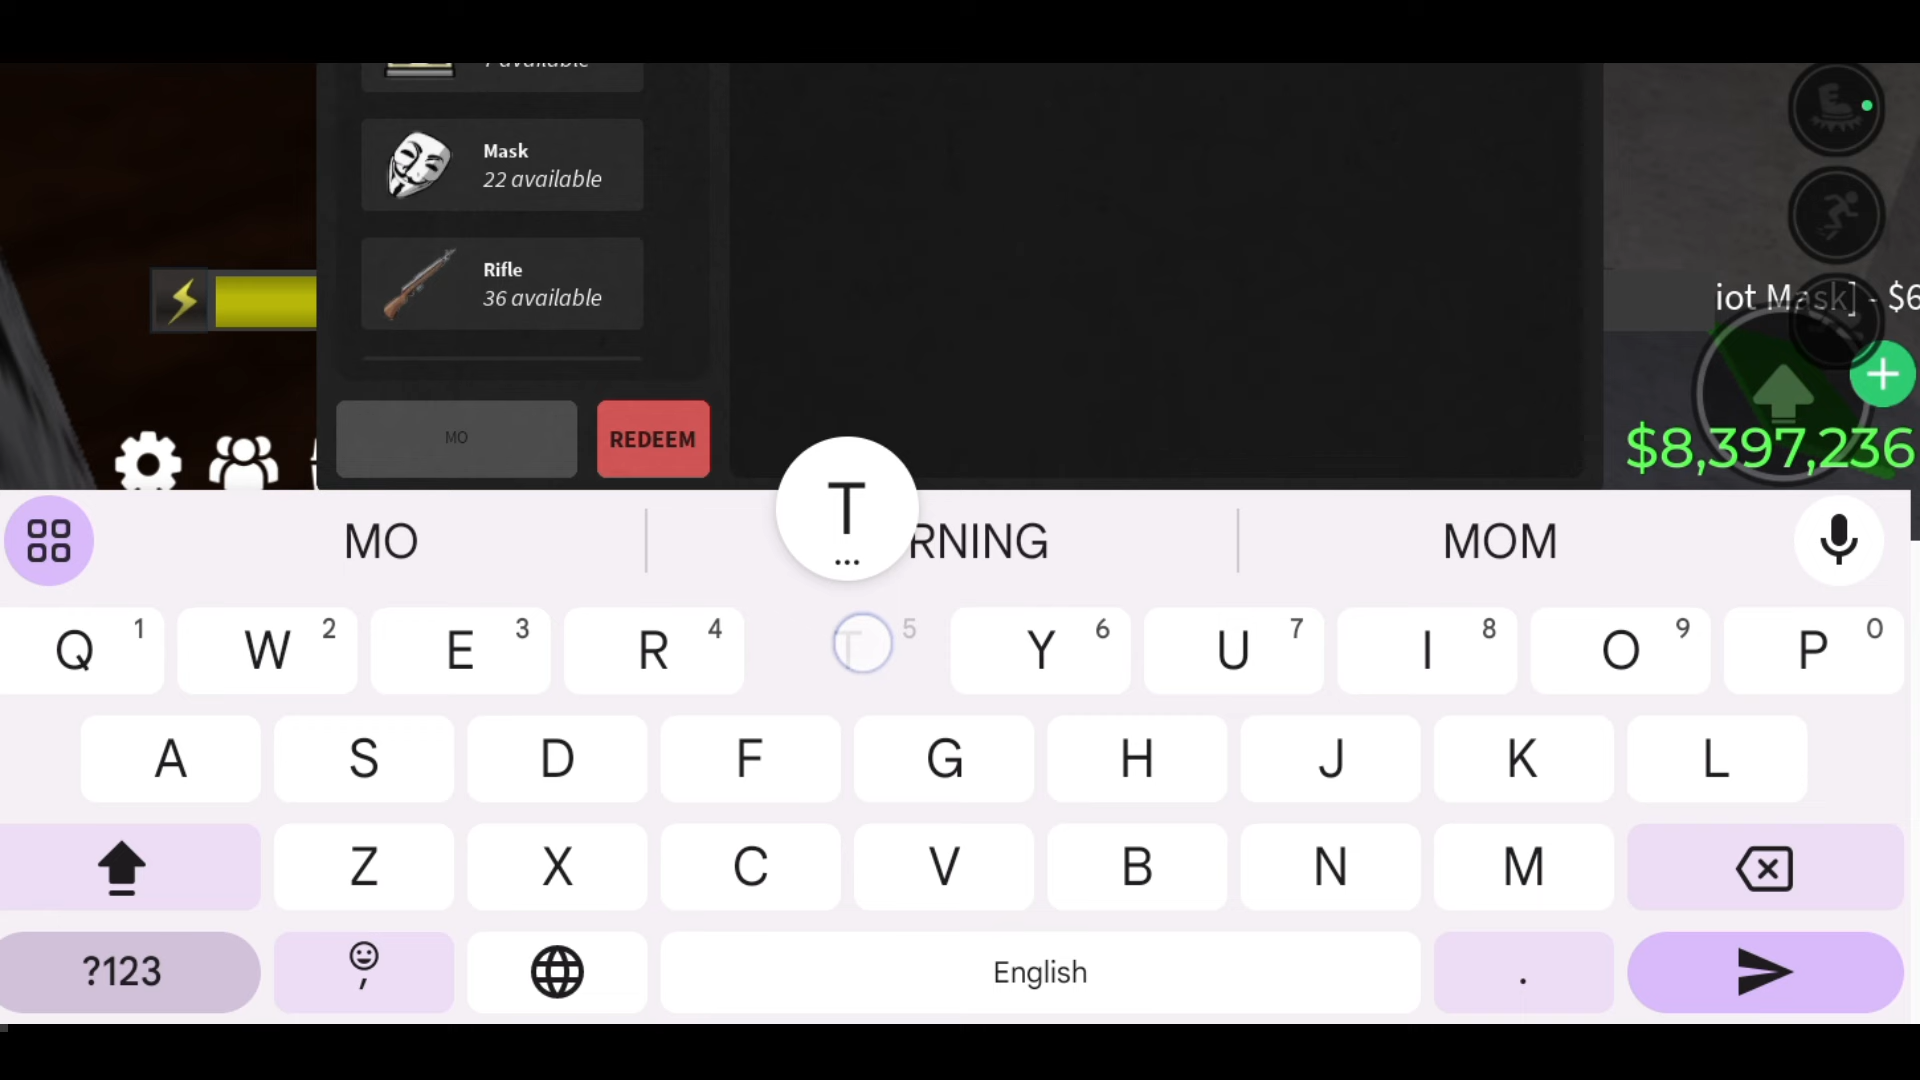 available
Mask
22 available
Rifle
36 available
iot Mask] - $6
MO
REDEEM
$8,397,236
T
...
MO
RNING
MOM
Q 1 W 2 E 3 R 4 T 5 Y 6 U 7 I 8 O 9 P 0
A S D F G H J K L
Z X C V B N M
?123 , English .